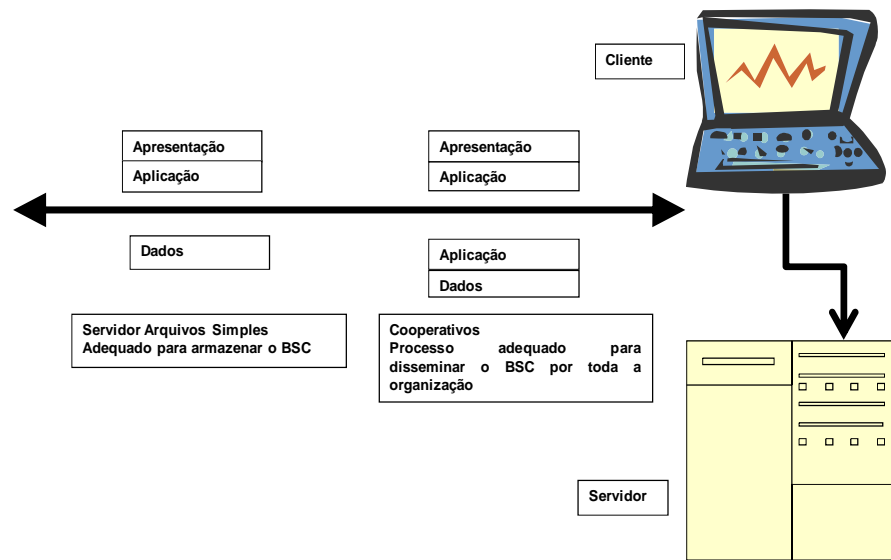 Cliente
Apresentação
Aplicação
Apresentação
Aplicação
Dados
Aplicação
Dados
Servidor Arquivos Simples
Adequado para armazenar o BSC
Cooperativos
Processo adequado para
disseminar o BSC por toda a
organização
Servidor